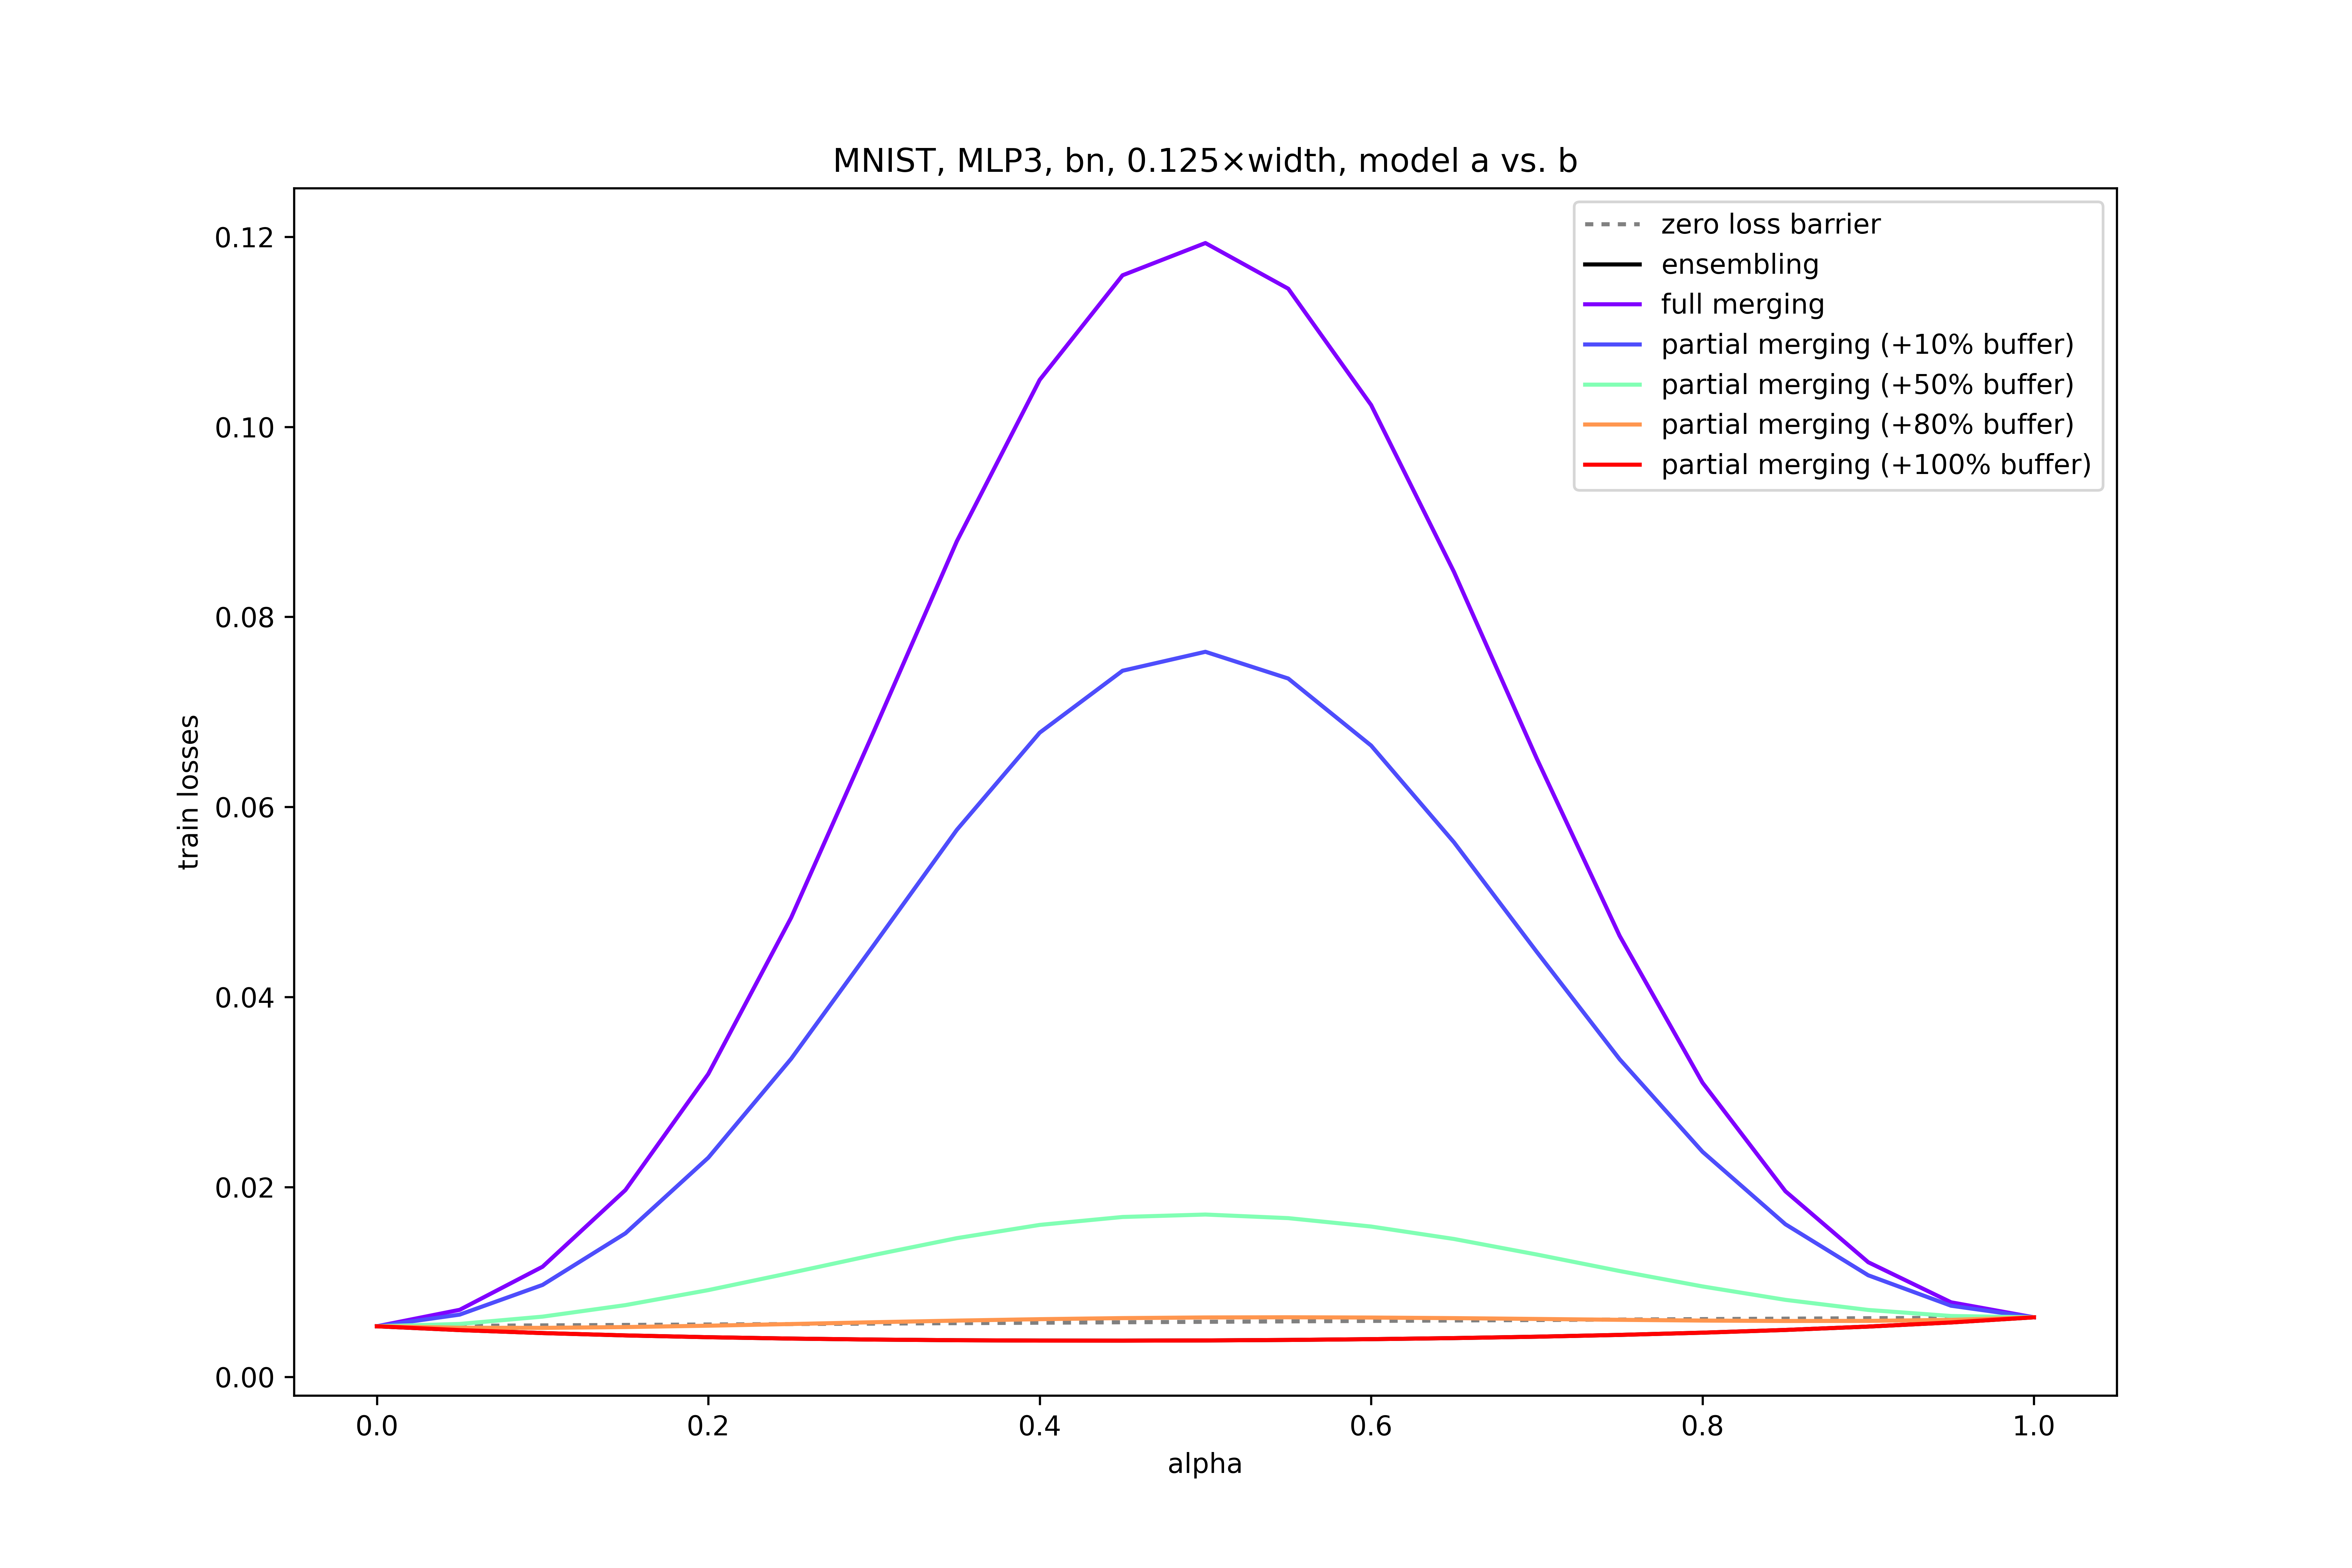 MNIST, MLP3, bn, 0.125×width, model a vs. b
zero loss barrier
ensembling
full merging
partial merging (+10% buffer)
partial merging (+50% buffer)
partial merging (+80% buffer)
partial merging (+100% buffer)
0.12
0.10
0.08
0.06
0.04
0.02
0.00
train losses
0.0 0.2 0.4 0.6 0.8 1.0
alpha